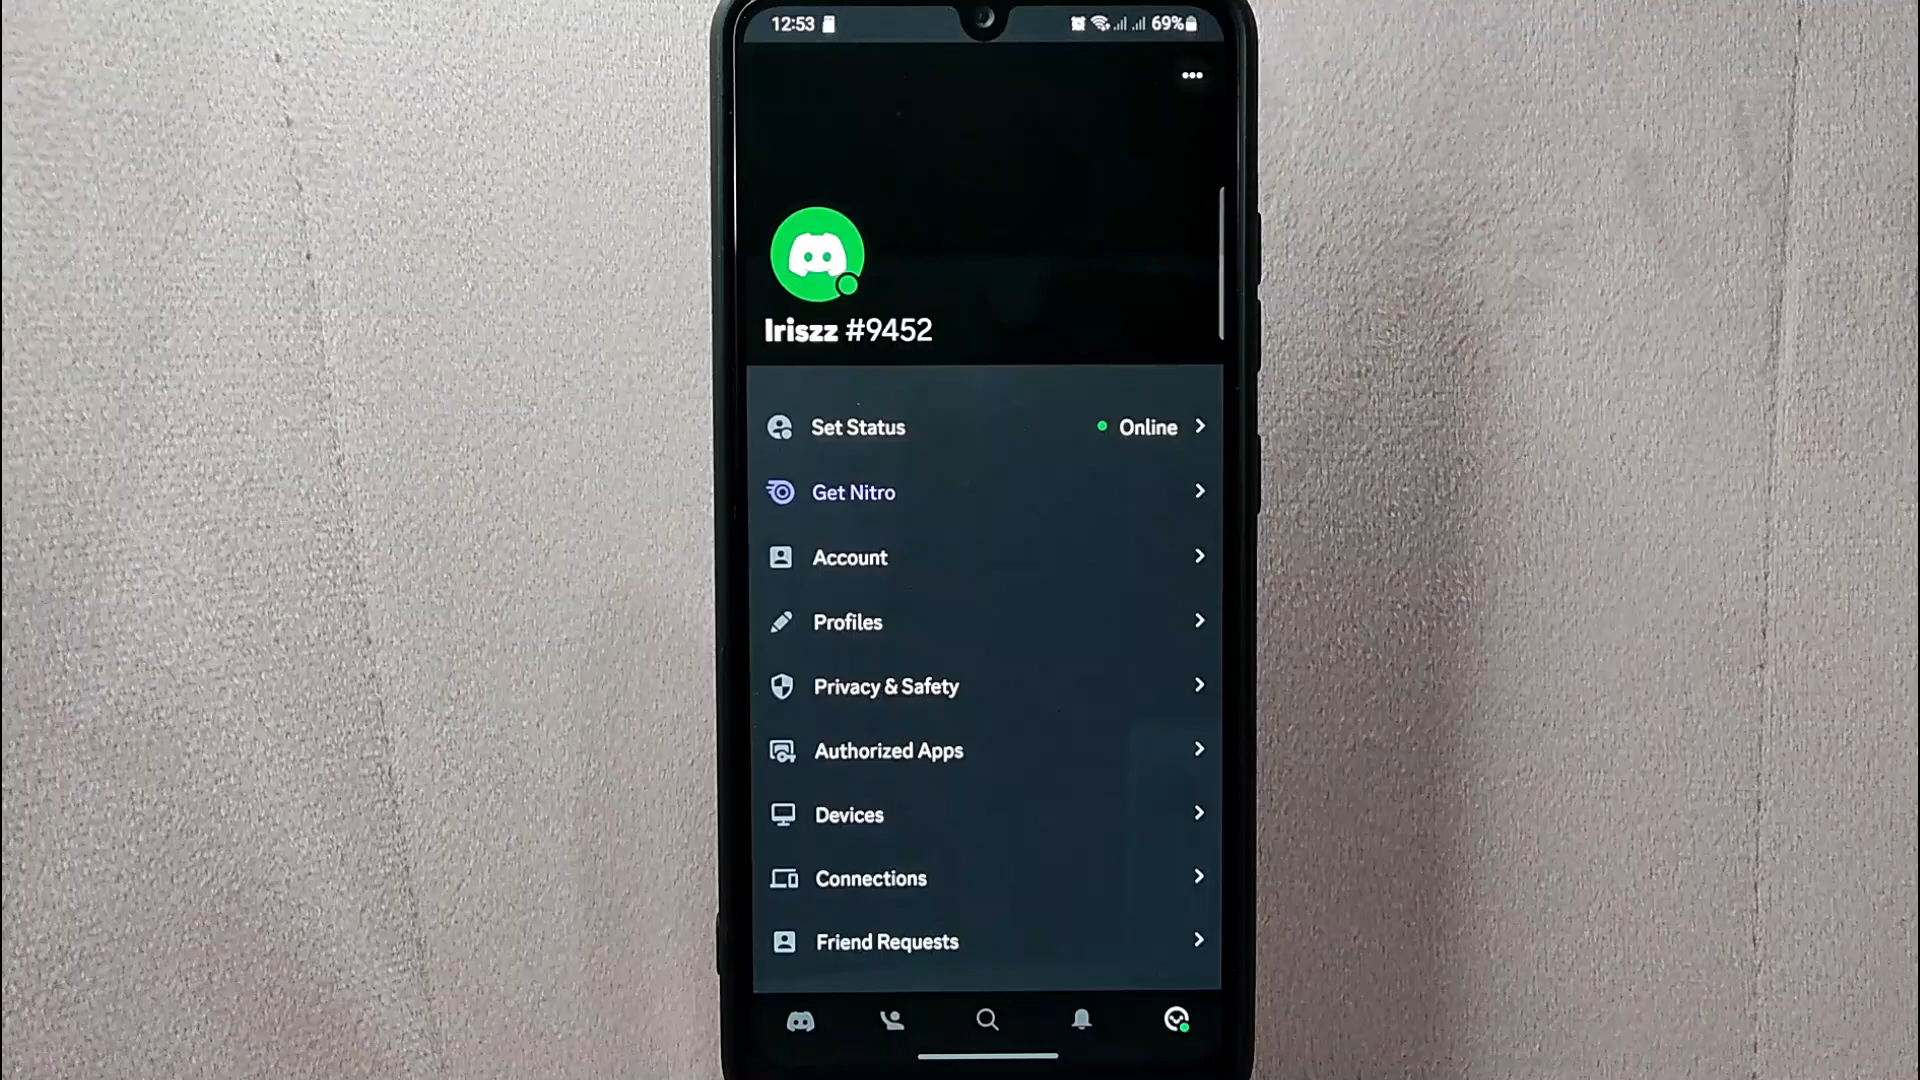 12:53 69%
Iriszz #9452
Set Status Online
Get Nitro
Account
Profiles
Privacy & Safety
Authorized Apps
Devices
Connections
Friend Requests